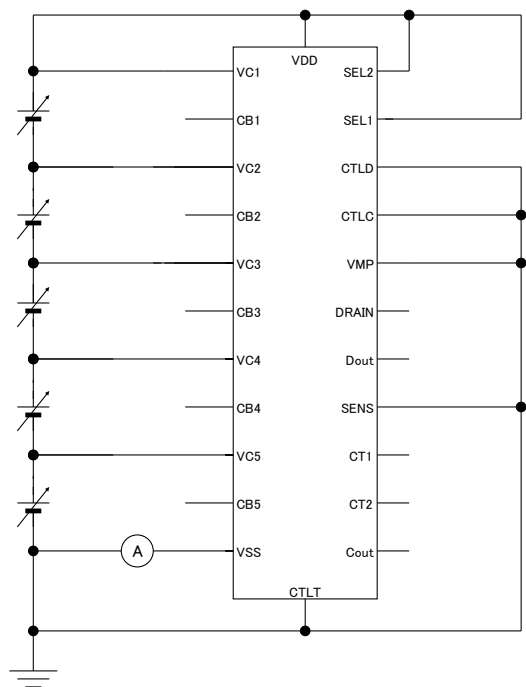 VDD
VC1 SEL2
CB1 SEL1
VC2 CTLD
CB2 CTLC
VC3 VMP
CB3 DRAIN
VC4 Dout
CB4 SENS
VC5 CT1
CB5 CT2
A VSS Cout
CTLT